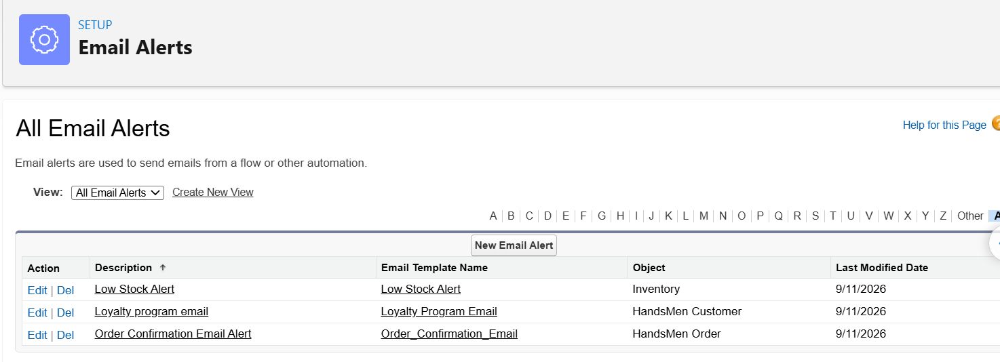 SETUP
Email Alerts
All Email Alerts
Help for this Page
Email alerts are used to send emails from a flow or other automation.
View: All Email Alerts Create New View
A | B | C | D | E | F | G | H | I | J | K | L | M | N | O | P | Q | R | S | T | U | V | W | X | Y | Z | Other
New Email Alert
Action Description ↑ Email Template Name Object Last Modified Date
Edit | Del Low Stock Alert Low Stock Alert Inventory 9/11/2026
Edit | Del Loyalty program email Loyalty Program Email HandsMen Customer 9/11/2026
Edit | Del Order Confirmation Email Alert Order_Confirmation_Email HandsMen Order 9/11/2026